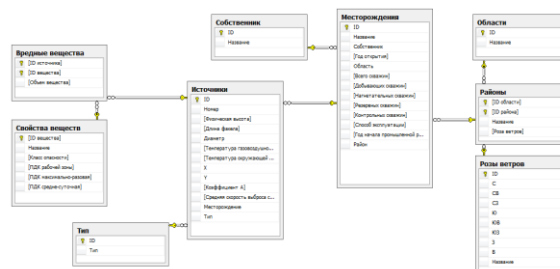 Вредные вещества
[ID источника]
[ID вещества]
[Объем вещества]
Свойства веществ
[ID вещества]
Название
[Класс опасности]
[ПДК рабочей зоны]
[ПДК максимально-разовая]
[ПДК средне-суточная]
Тип
ID
Тип
Собственник
ID
Название
Источники
ID
Номер
[Физическая высота]
[Длина факела]
Диаметр
[Температура газовоздушно...
[Температура окружающей ...
X
Y
[Коэффициент A]
[Средняя скорость выброса с...
Месторождение
Тип
Месторождения
ID
Название
Собственник
[Год открытия]
Область
[Всего скважин]
[Добывающих скважин]
[Нагнетательных скважин]
[Резервных скважин]
[Контрольных скважин]
[Способ эксплуатации]
[Год начала промышленной р...
Район
Области
ID
Название
Районы
[ID области]
[ID района]
Название
[Роза ветров]
Розы ветров
ID
С
СВ
СЗ
Ю
ЮВ
ЮЗ
З
В
Название